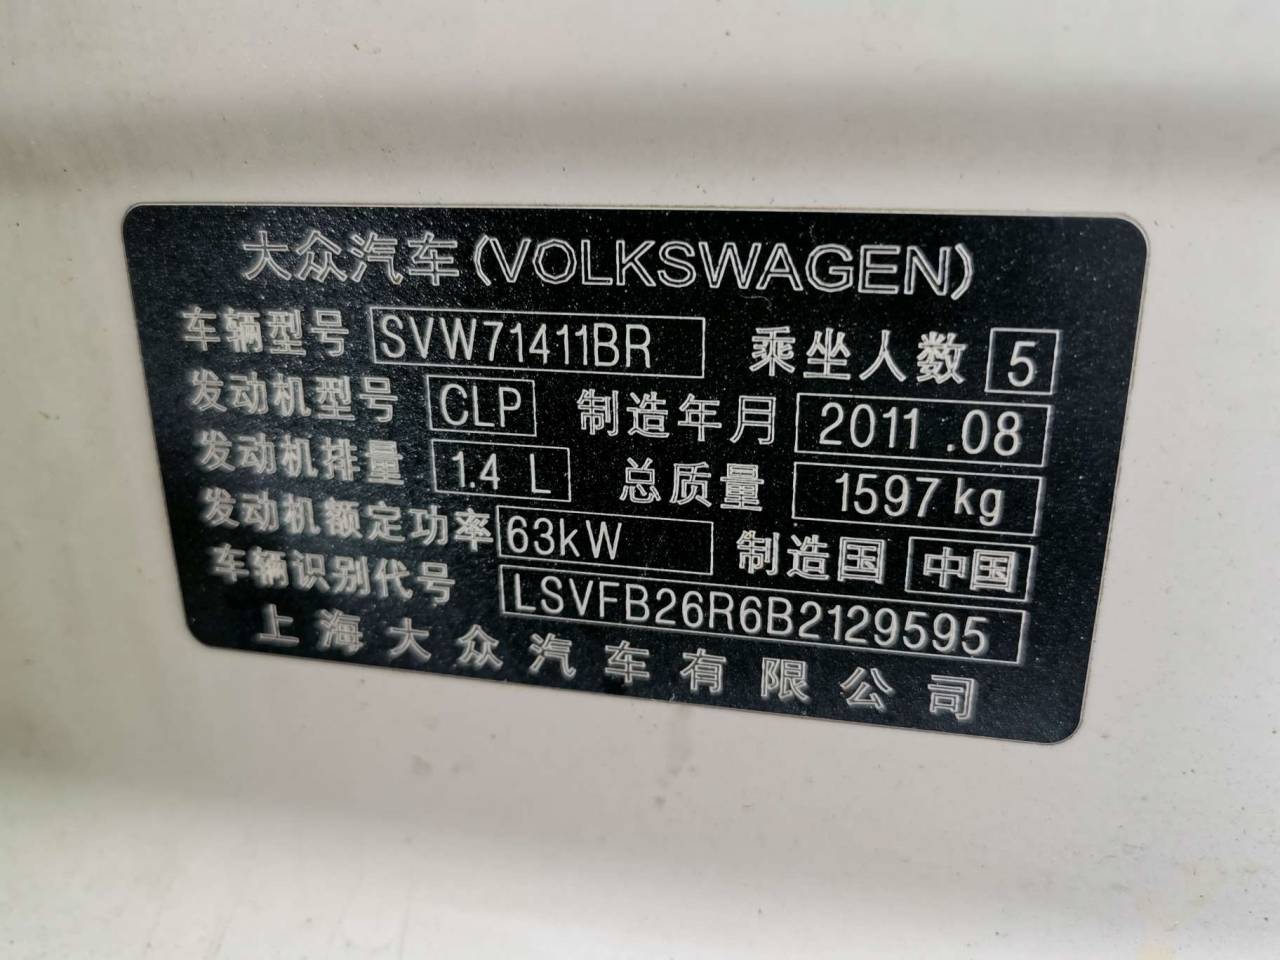 大众汽车(VOLKSWAGEN)
车辆型号 SVW71411BR 乘坐人数 5
发动机型号 CLP 制造年月 2011 .08
发动机排量 1.4 L 总质量 1597 kg
发动机额定功率 63kW 制造国 中国
车辆识别代号 LSVFB26R6B2129595
上海大众汽车有限公司